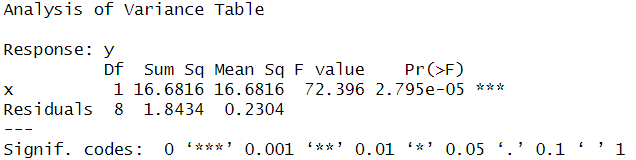 Analysis of Variance Table
Response: y
Df Sum Sq Mean Sq F value Pr(>F)
x 1 16.6816 16.6816 72.396 2.795e-05 ***
Residuals 8 1.8434 0.2304
---
Signif. codes: 0 ‘***’ 0.001 ‘**’ 0.01 ‘*’ 0.05 ‘.’ 0.1 ‘ ’ 1